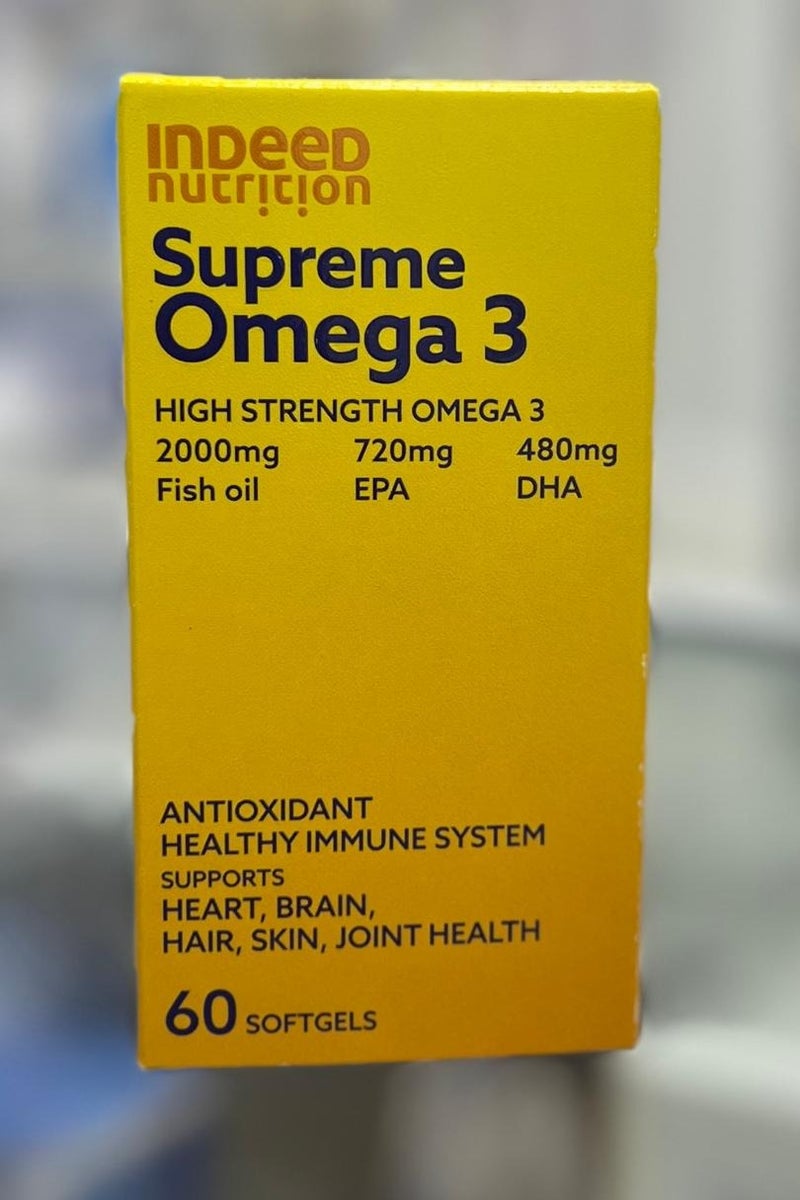 INDEED
nutrition
Supreme
Omega 3
HIGH STRENGTH OMEGA 3
2000mg 720mg 480mg
Fish oil EPA DHA
ANTIOXIDANT
HEALTHY IMMUNE SYSTEM
SUPPORTS
HEART, BRAIN,
HAIR, SKIN, JOINT HEALTH
60 SOFTGELS